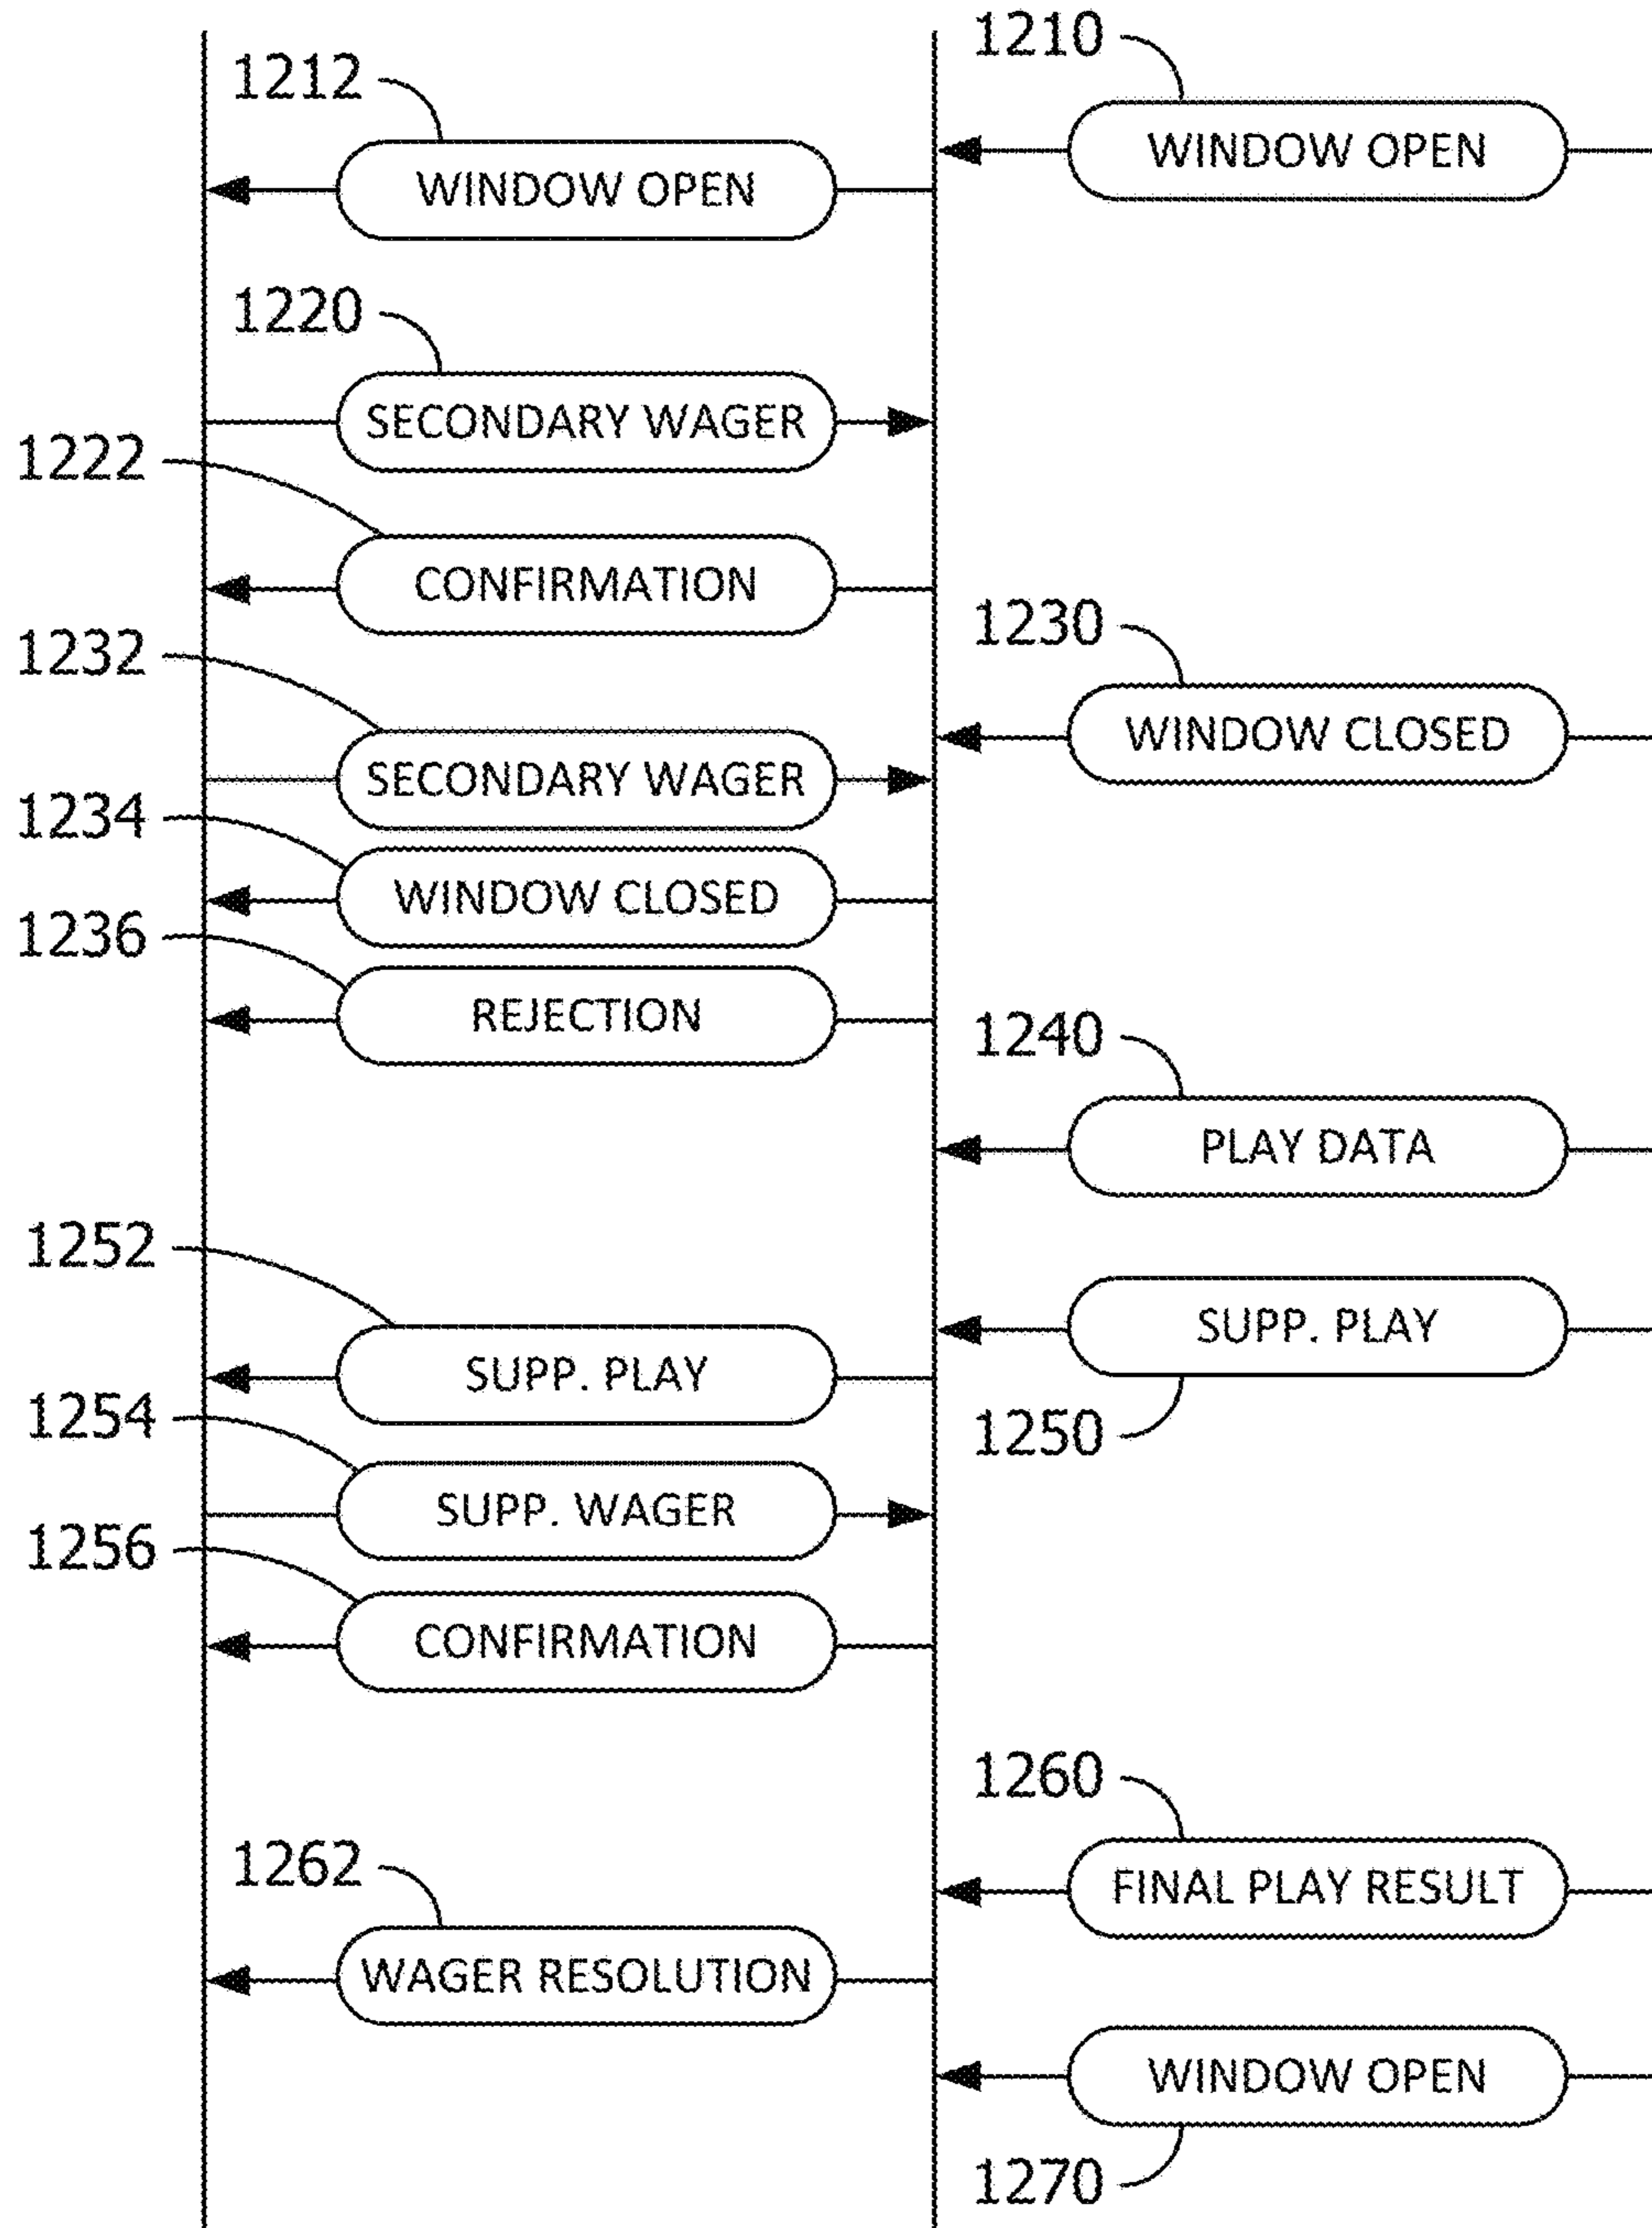 1210
WINDOW OPEN
1212
WINDOW OPEN
1220
SECONDARY WAGER
1222
CONFIRMATION
1230
WINDOW CLOSED
1232
SECONDARY WAGER
1234
WINDOW CLOSED
1236
REJECTION
1240
PLAY DATA
1250
SUPP. PLAY
1252
SUPP. PLAY
1254
SUPP. WAGER
1256
CONFIRMATION
1260
FINAL PLAY RESULT
1262
WAGER RESOLUTION
WINDOW OPEN
1270